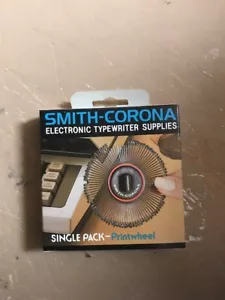 SMITH-CORONA
ELECTRONIC TYPEWRITER SUPPLIES
SINGLE PACK-Printwheel